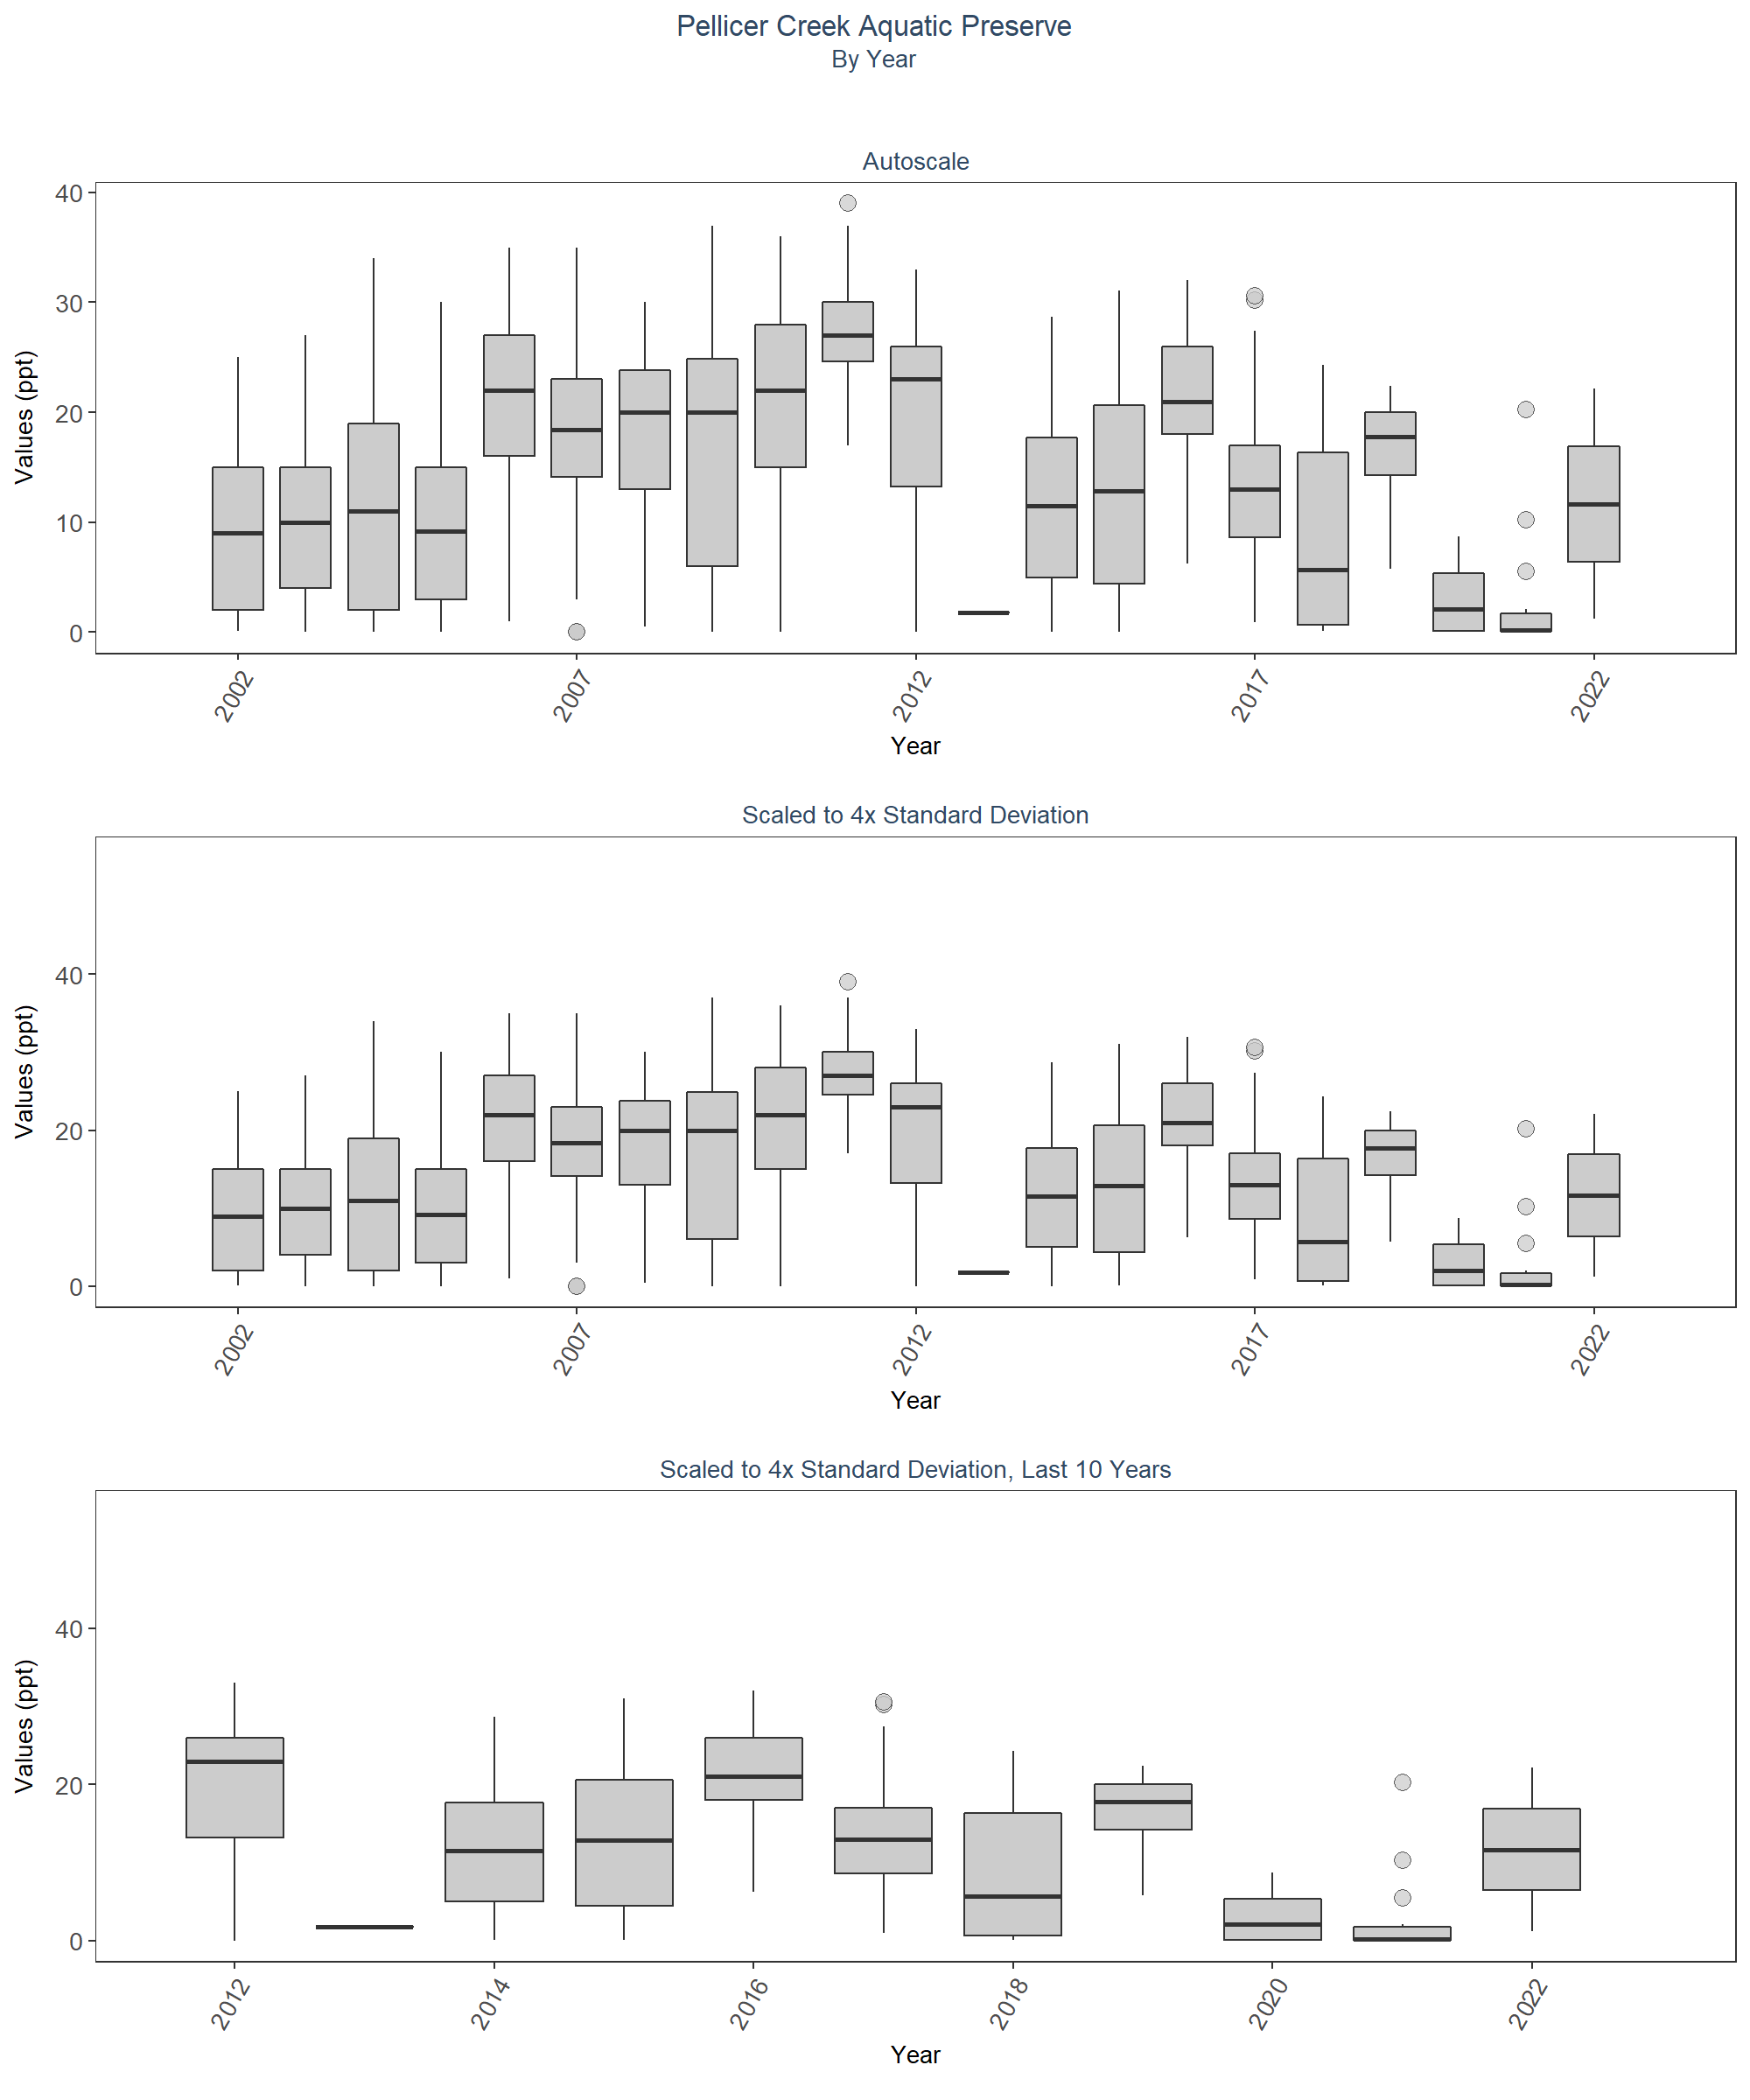 Pellicer Creek Aquatic Preserve
By Year
Autoscale
Values (ppt)
40
30
20
10
0
2002
2007
2012
2017
2022
Year
Scaled to 4x Standard Deviation
Values (ppt)
40
20
0
2002
2007
2012
2017
2022
Year
Scaled to 4x Standard Deviation, Last 10 Years
Values (ppt)
40
20
0
2012
2014
2016
2018
2020
2022
Year